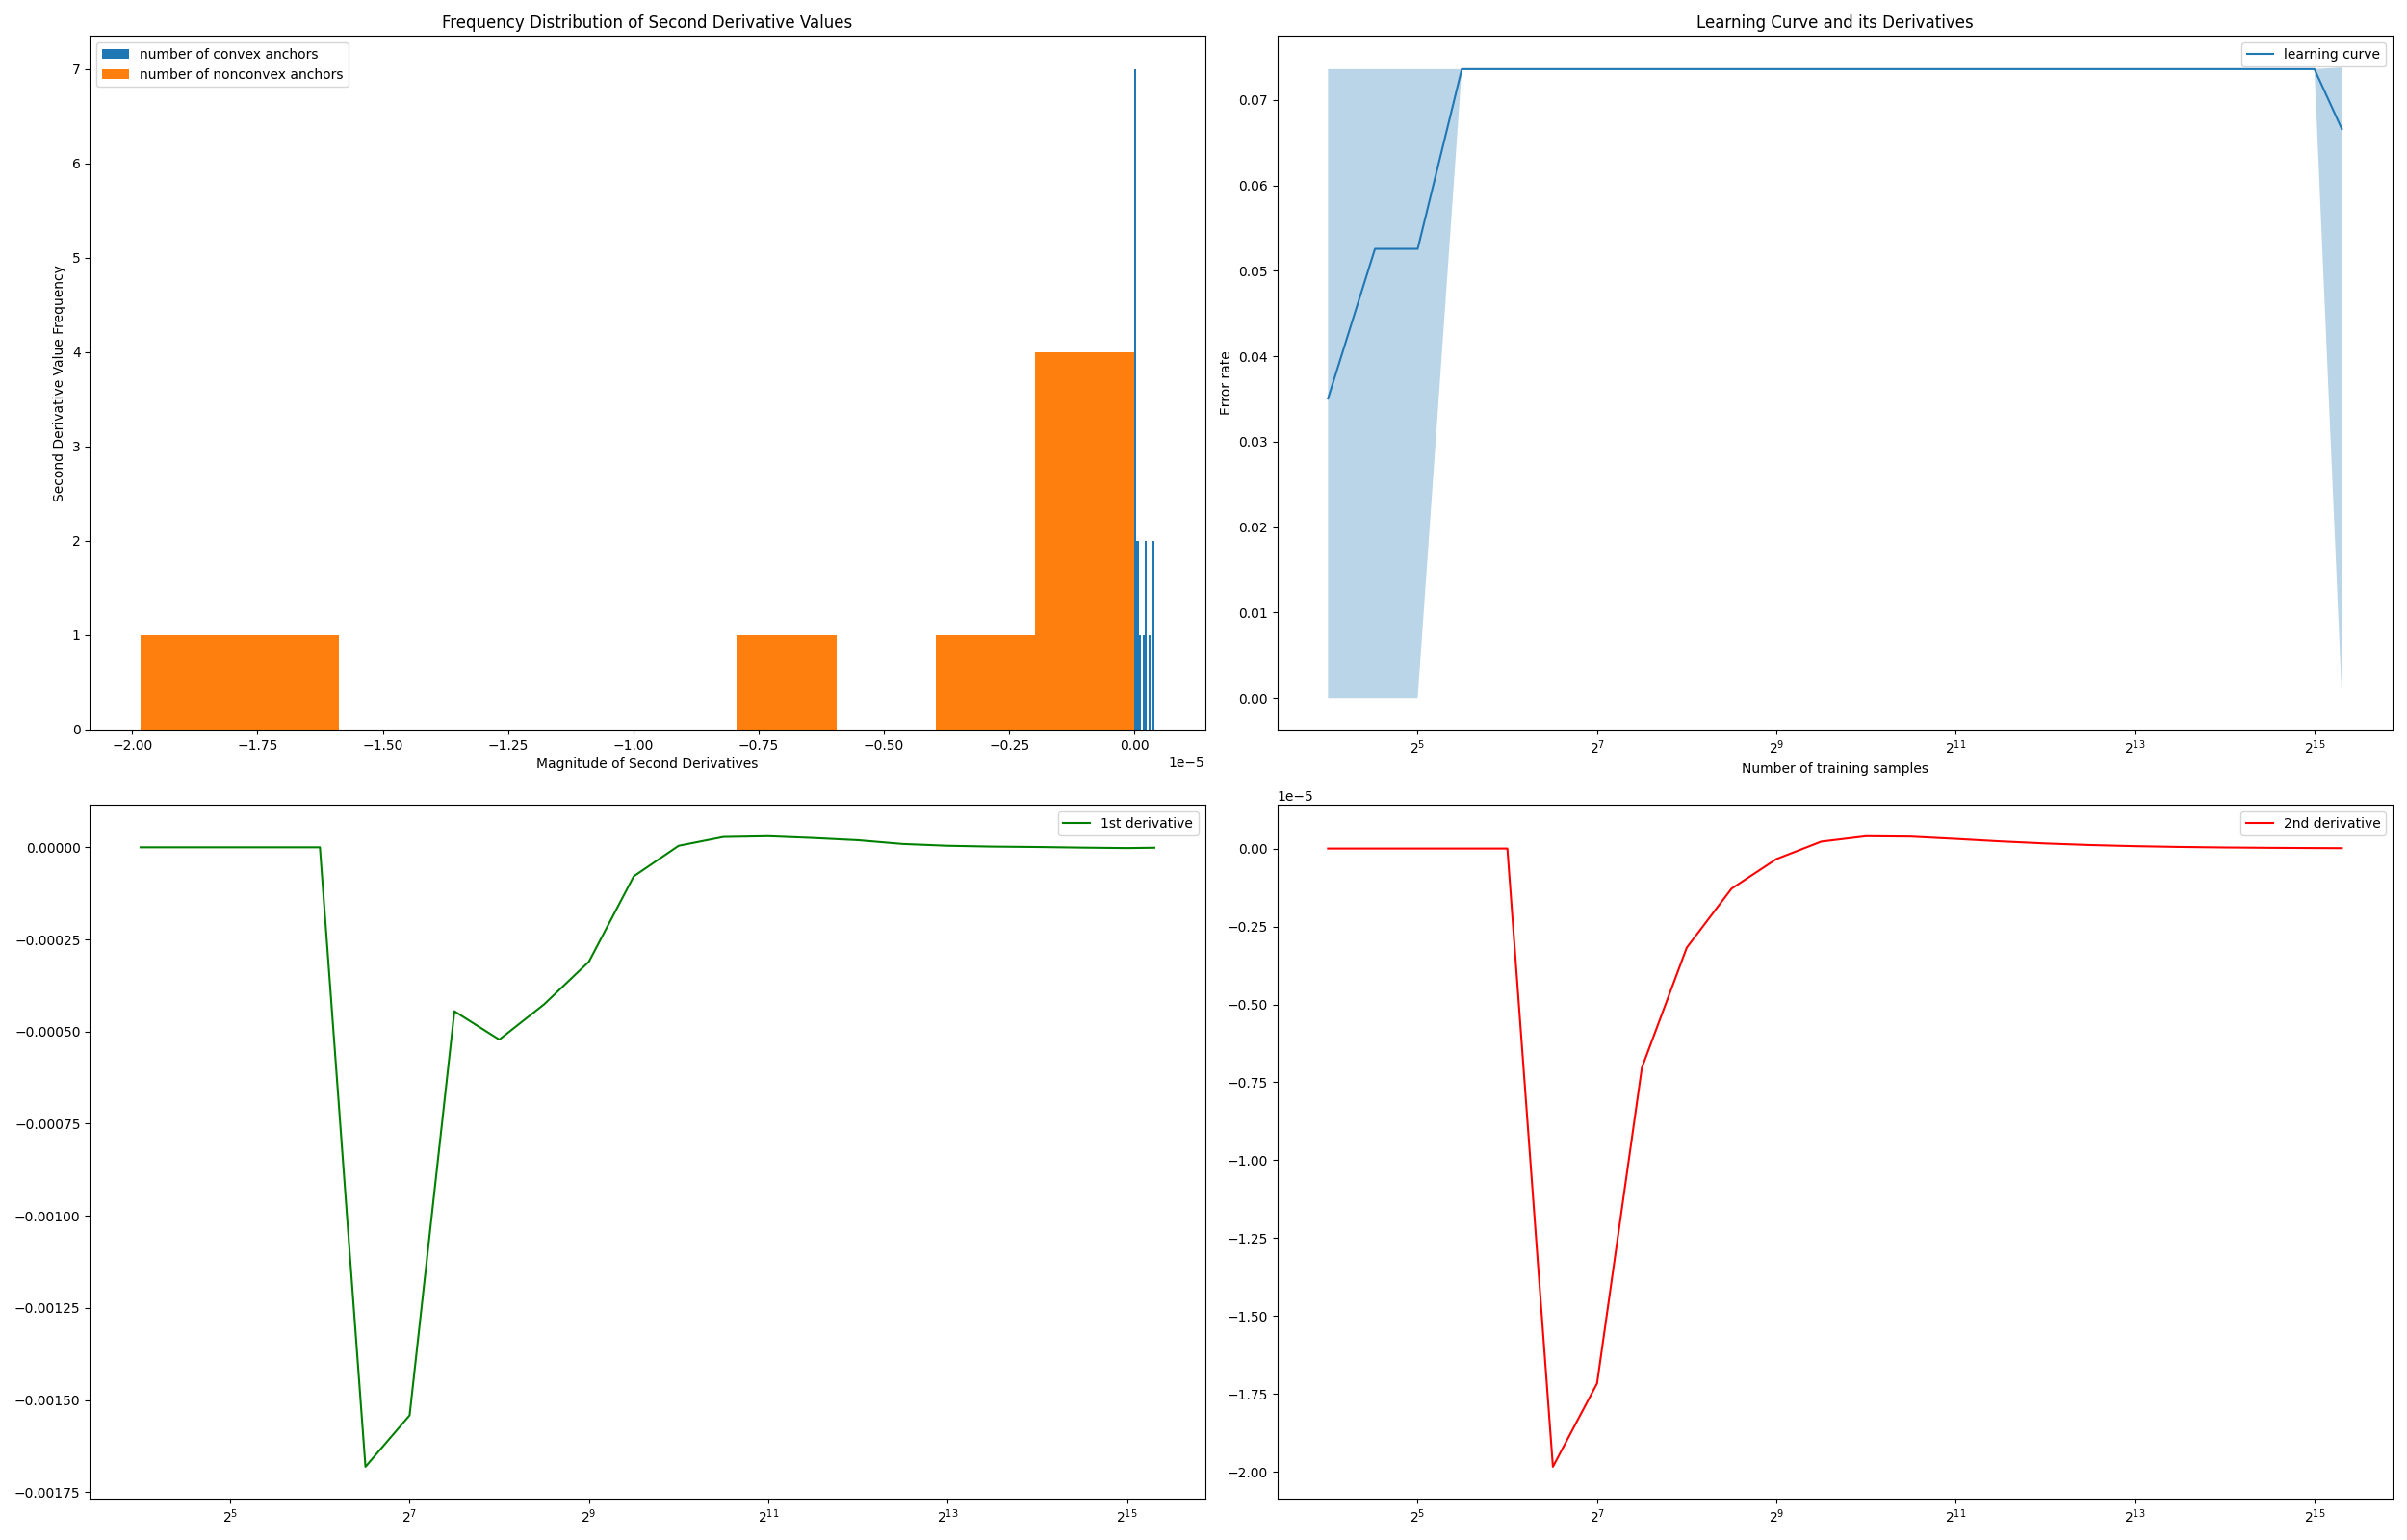 Frequency Distribution of Second Derivative Values
number of convex anchors
number of nonconvex anchors
7
6
5
4
3
2
1
0
Second Derivative Value Frequency
−2.00 −1.75 −1.50 −1.25 −1.00 −0.75 −0.50 −0.25 0.00
1e−5
Magnitude of Second Derivatives
Learning Curve and its Derivatives
learning curve
0.07
0.06
0.05
0.04
0.03
0.02
0.01
0.00
Error rate
2^5 2^7 2^9 2^11 2^13 2^15
Number of training samples
1st derivative
0.00000
−0.00025
−0.00050
−0.00075
−0.00100
−0.00125
−0.00150
−0.00175
2^5 2^7 2^9 2^11 2^13 2^15
1e−5
2nd derivative
0.00
−0.25
−0.50
−0.75
−1.00
−1.25
−1.50
−1.75
−2.00
2^5 2^7 2^9 2^11 2^13 2^15